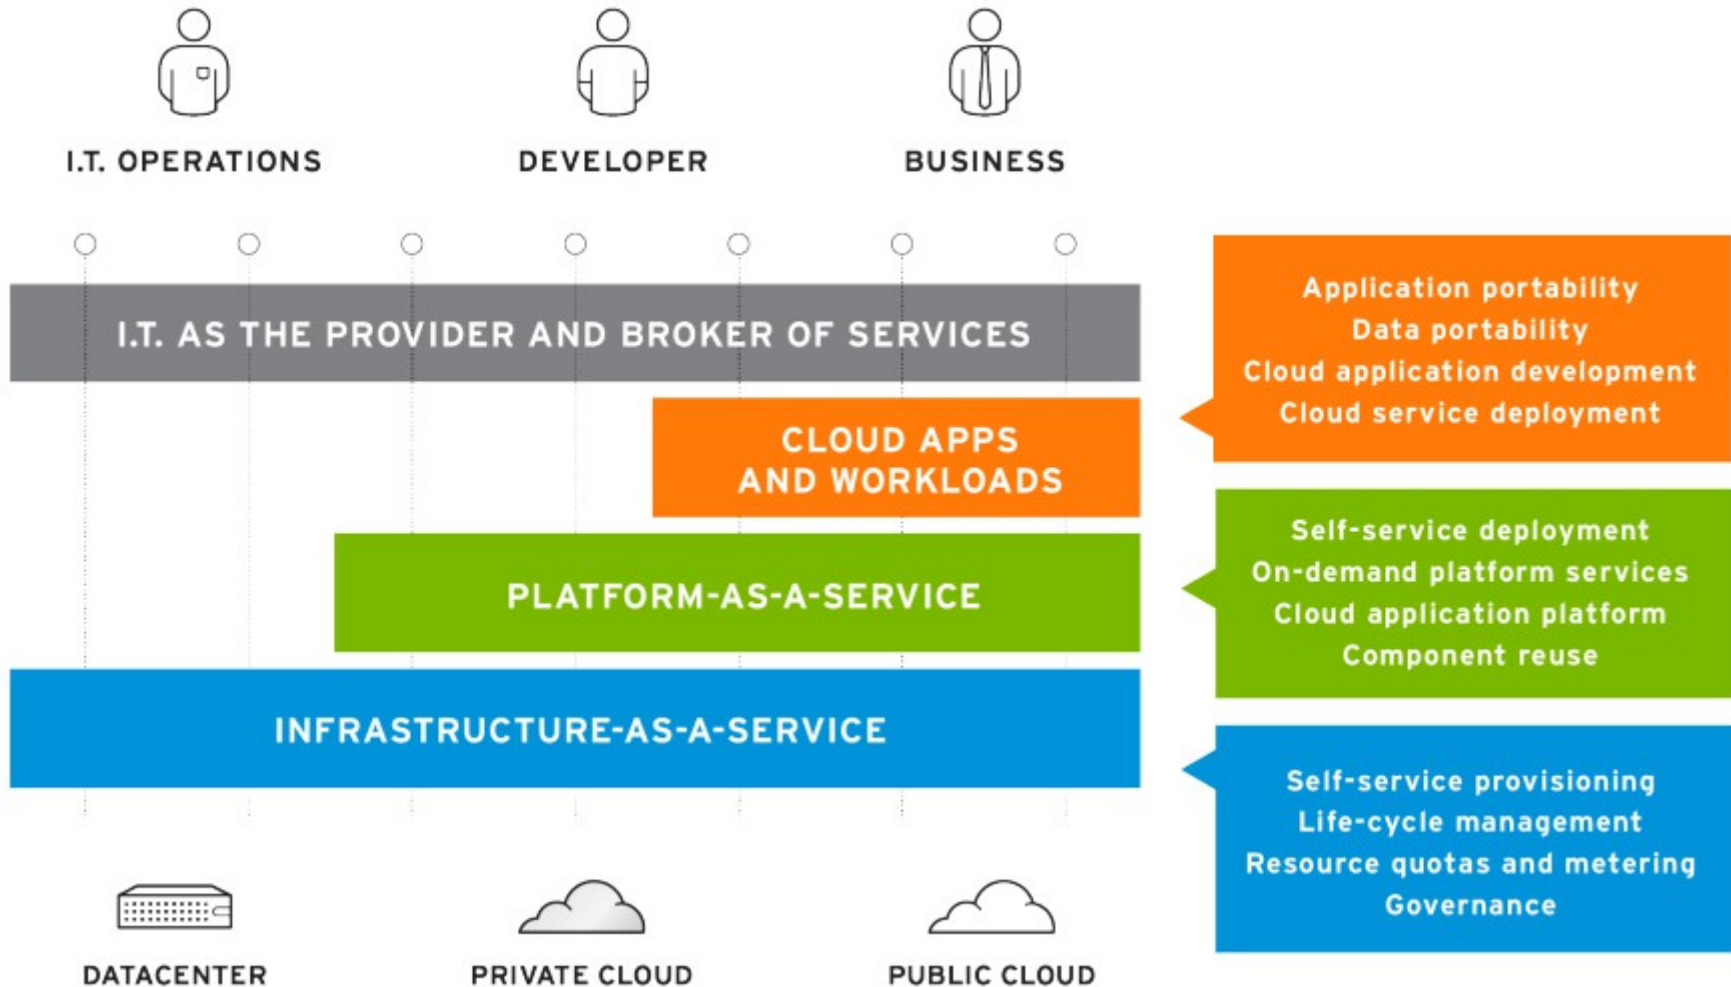 I.T. OPERATIONS
DEVELOPER
BUSINESS
I.T. AS THE PROVIDER AND BROKER OF SERVICES
CLOUD APPS
AND WORKLOADS
PLATFORM-AS-A-SERVICE
INFRASTRUCTURE-AS-A-SERVICE
Application portability
Data portability
Cloud application development
Cloud service deployment
Self-service deployment
On-demand platform services
Cloud application platform
Component reuse
Self-service provisioning
Life-cycle management
Resource quotas and metering
Governance
DATACENTER
PRIVATE CLOUD
PUBLIC CLOUD